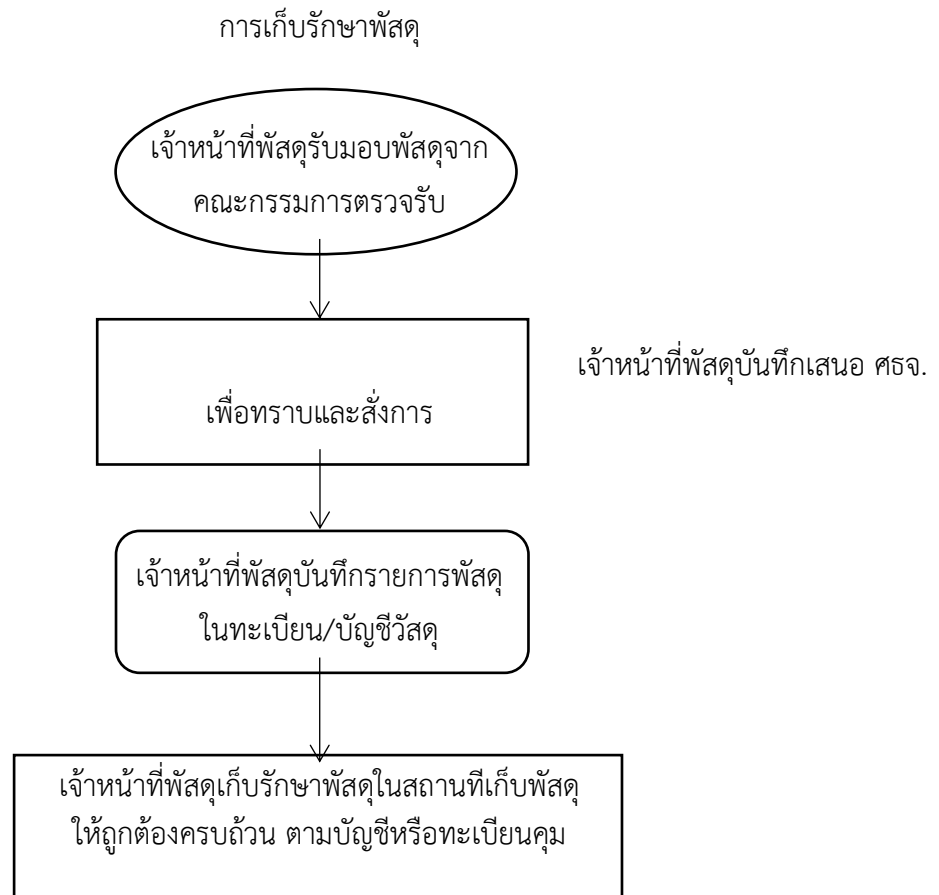 การเก็บรักษาพัสดุ
เจ้าหน้าที่พัสดุรับมอบพัสดุจาก
คณะกรรมการตรวจรับ
เจ้าหน้าที่พัสดุบันทึกเสนอ ศธจ.
เพื่อทราบและสั่งการ
เจ้าหน้าที่พัสดุบันทึกรายการพัสดุ
ในทะเบียน/บัญชีวัสดุ
เจ้าหน้าที่พัสดุเก็บรักษาพัสดุในสถานทีเก็บพัสดุ
ให้ถูกต้องครบถ้วน ตามบัญชีหรือทะเบียนคุม